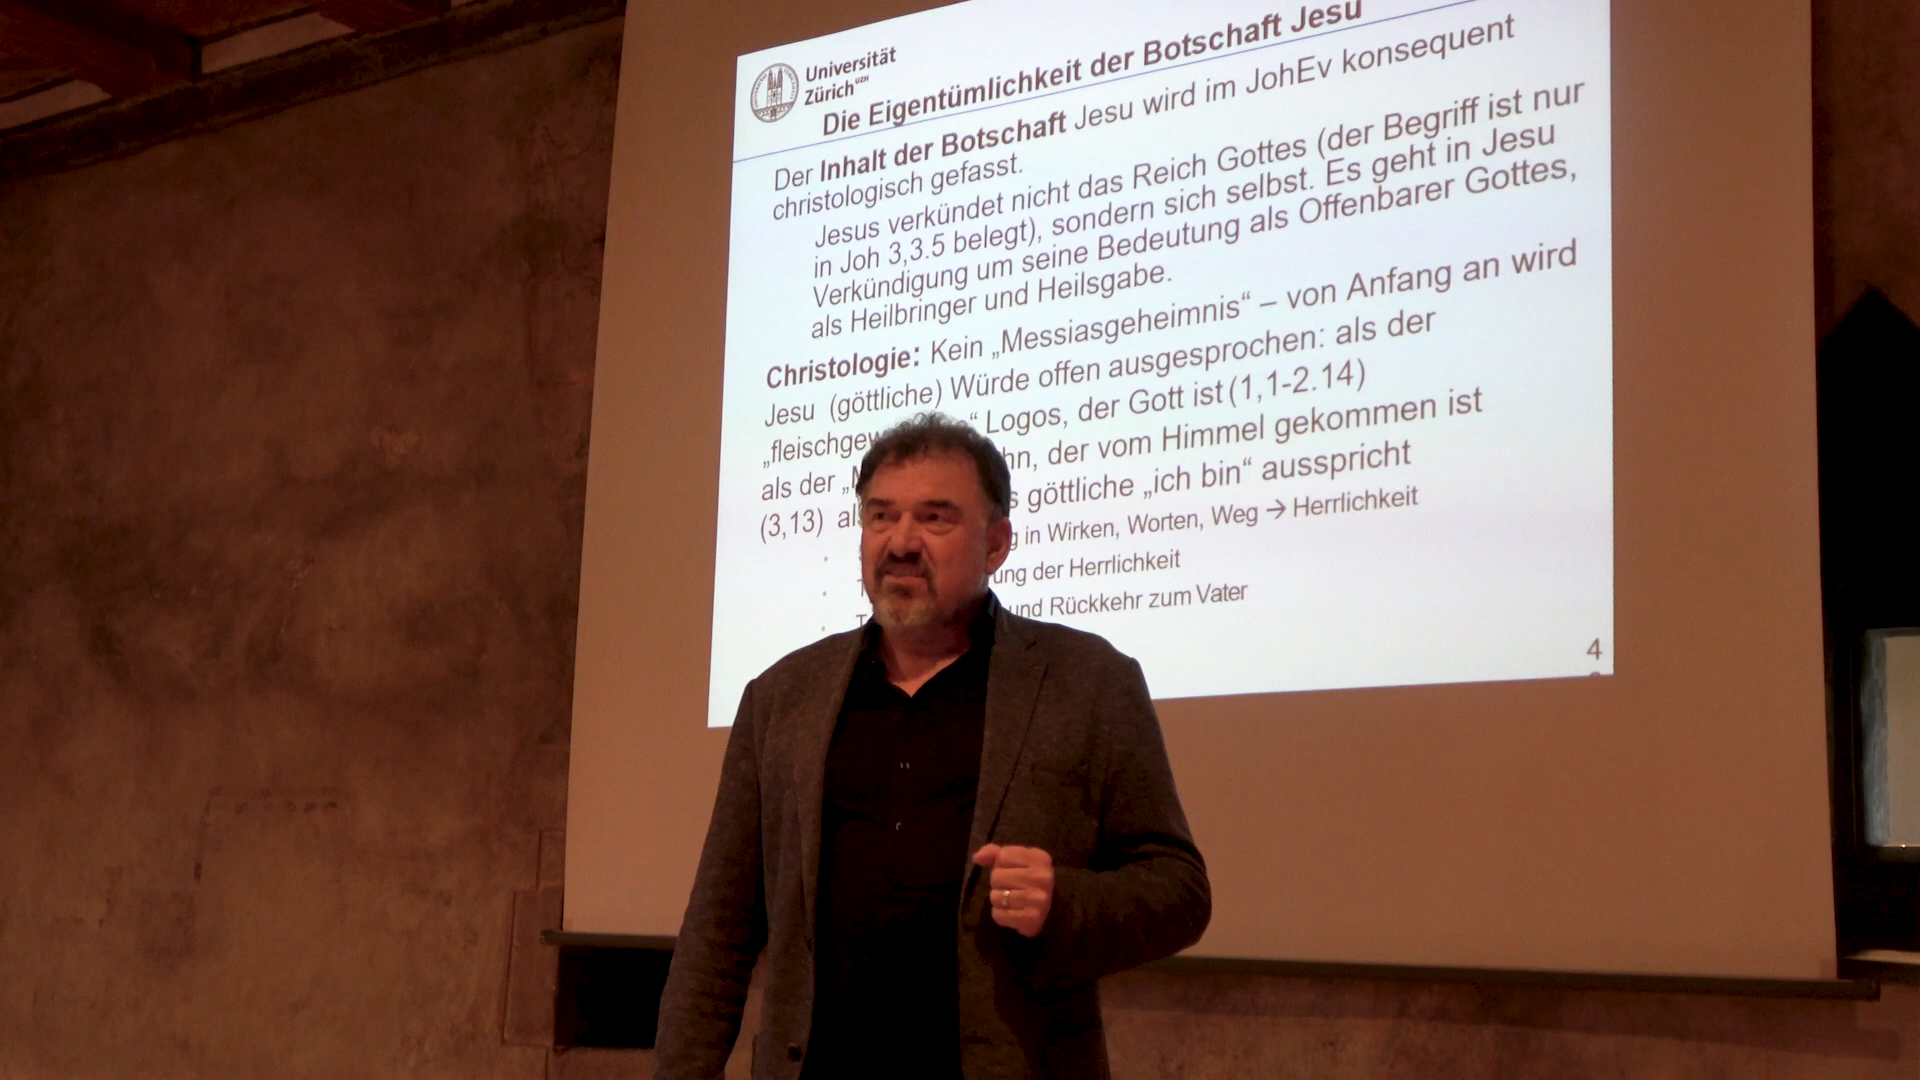 Universität
Zürich UZH
Die Eigentümlichkeit der Botschaft Jesu
Der Inhalt der Botschaft Jesu wird im JohEv konsequent
christologisch gefasst.
Jesus verkündet nicht das Reich Gottes (der Begriff ist nur
in Joh 3,3.5 belegt), sondern sich selbst. Es geht in Jesu
Verkündigung um seine Bedeutung als Offenbarer Gottes,
als Heilbringer und Heilsgabe.
Christologie: Kein „Messiasgeheimnis“ – von Anfang an wird
Jesu (göttliche) Würde offen ausgesprochen: als der
“ Logos, der Gott ist (1,1-2.14)
als der der vom Himmel gekommen ist
(3,13) göttliche „ich bin“ ausspricht
in Wirken, Worten, Weg → Herrlichkeit
der Herrlichkeit
und Rückkehr zum Vater
4